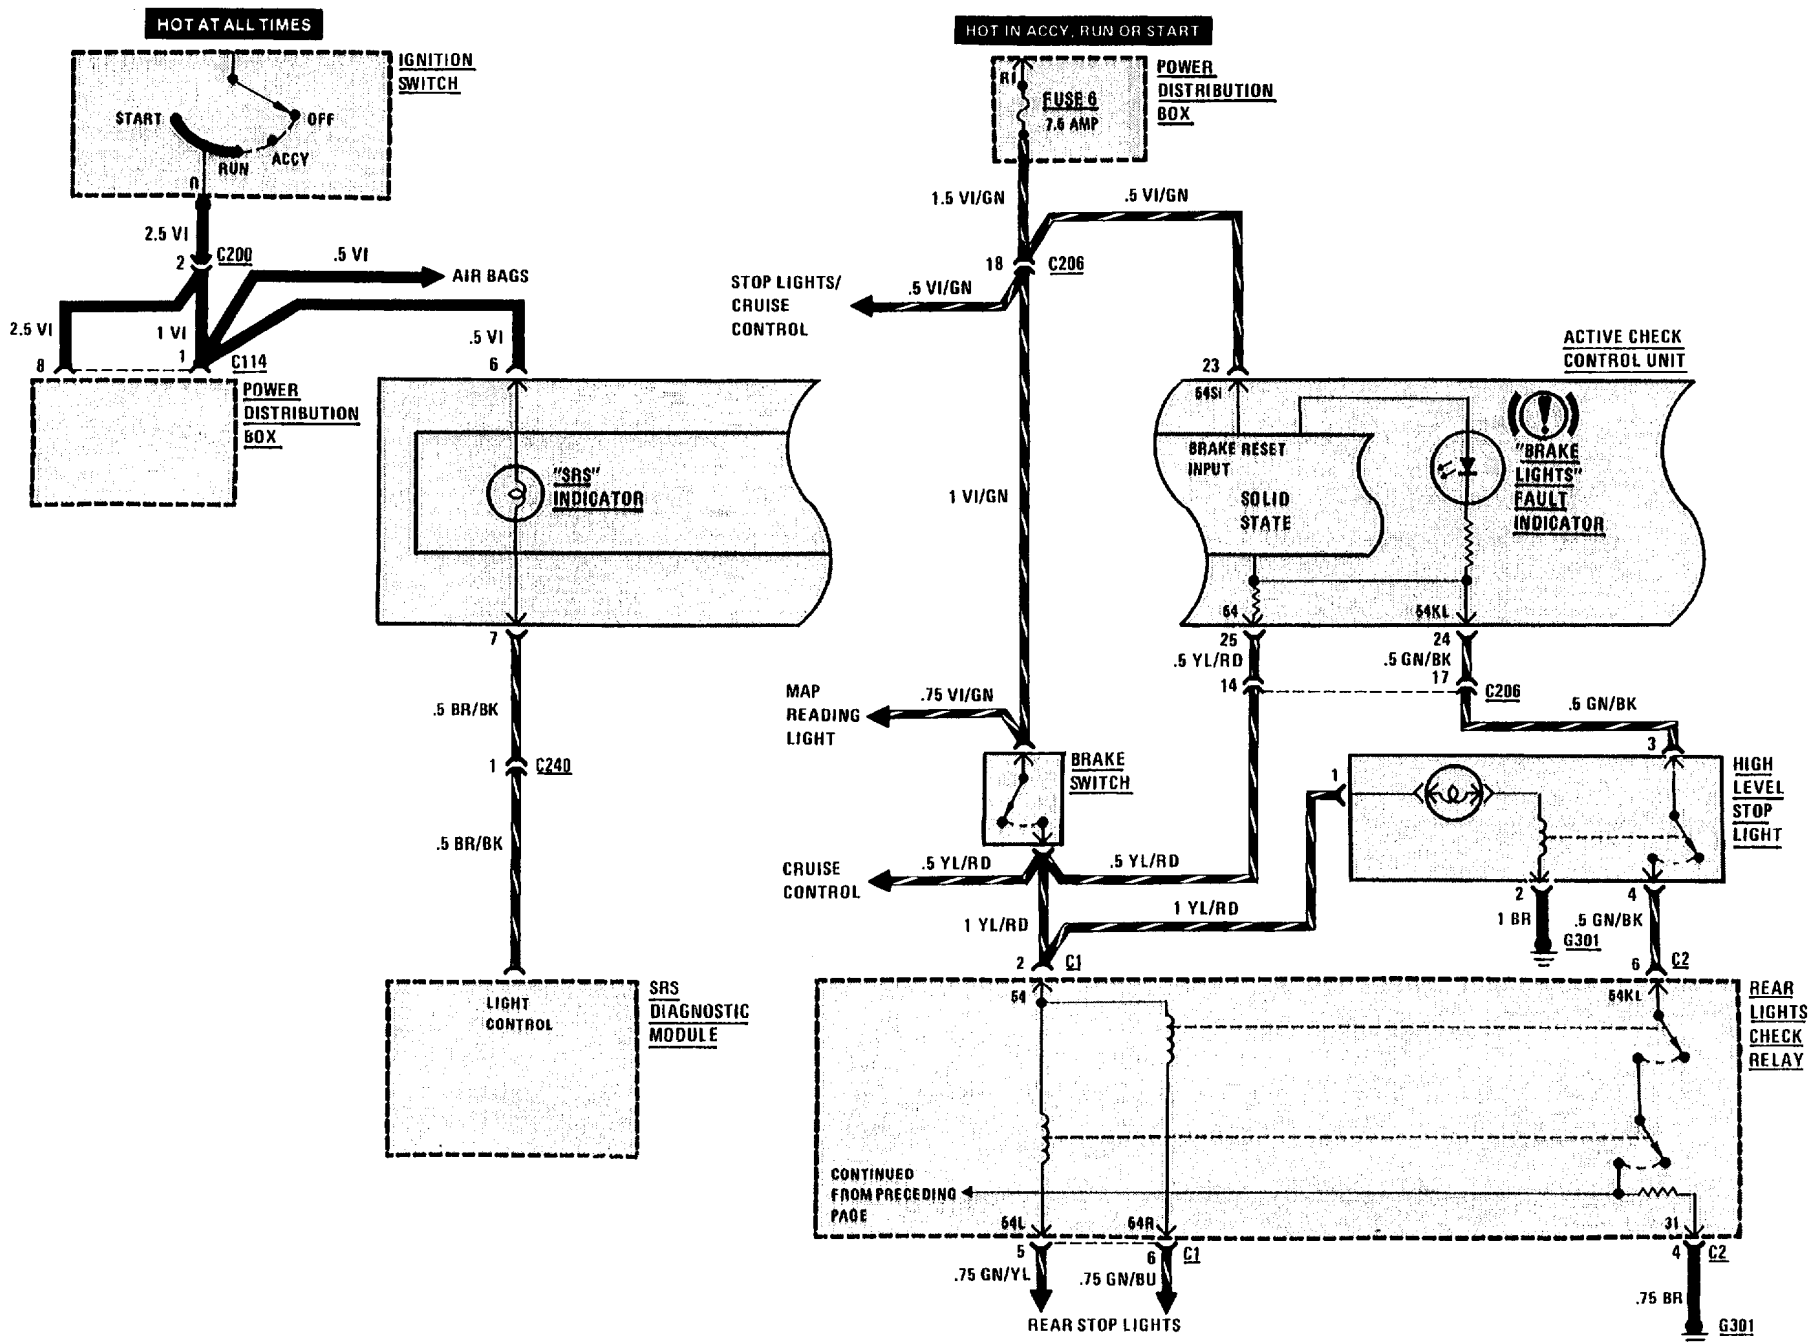 HOT AT ALL TIMES
IGNITION
SWITCH
START
OFF
ACCY
RUN
2.5 VI
2
C200
.5 VI
AIR BAGS
2.5 VI
1 VI
.5 VI
8
1
C114
6
POWER
DISTRIBUTION
BOX
"SRS"
INDICATOR
7
.5 BR/BK
1
C240
.5 BR/BK
LIGHT
CONTROL
SRS
DIAGNOSTIC
MODULE
HOT IN ACCY, RUN OR START
R1
FUSE 6
7.5 AMP
POWER
DISTRIBUTION
BOX
1.5 VI/GN
.5 VI/GN
18
C206
STOP LIGHTS/
CRUISE
CONTROL
.5 VI/GN
1 VI/GN
23
54SI
ACTIVE CHECK
CONTROL UNIT
BRAKE RESET
INPUT
SOLID
STATE
"BRAKE
LIGHTS"
FAULT
INDICATOR
54
54KL
25
24
.5 YL/RD
.5 GN/BK
14
17
C206
.5 GN/BK
MAP
READING
LIGHT
.75 VI/GN
BRAKE
SWITCH
3
1
HIGH
LEVEL
STOP
LIGHT
CRUISE
CONTROL
.5 YL/RD
.5 YL/RD
1 YL/RD
1 YL/RD
2
4
1 BR
G301
.5 GN/BK
2
C1
6
C2
54
54KL
REAR
LIGHTS
CHECK
RELAY
CONTINUED
FROM PRECEDING
PAGE
54L
54R
31
5
6
C1
4
C2
.75 GN/YL
.75 GN/BU
.75 BR
REAR STOP LIGHTS
G301